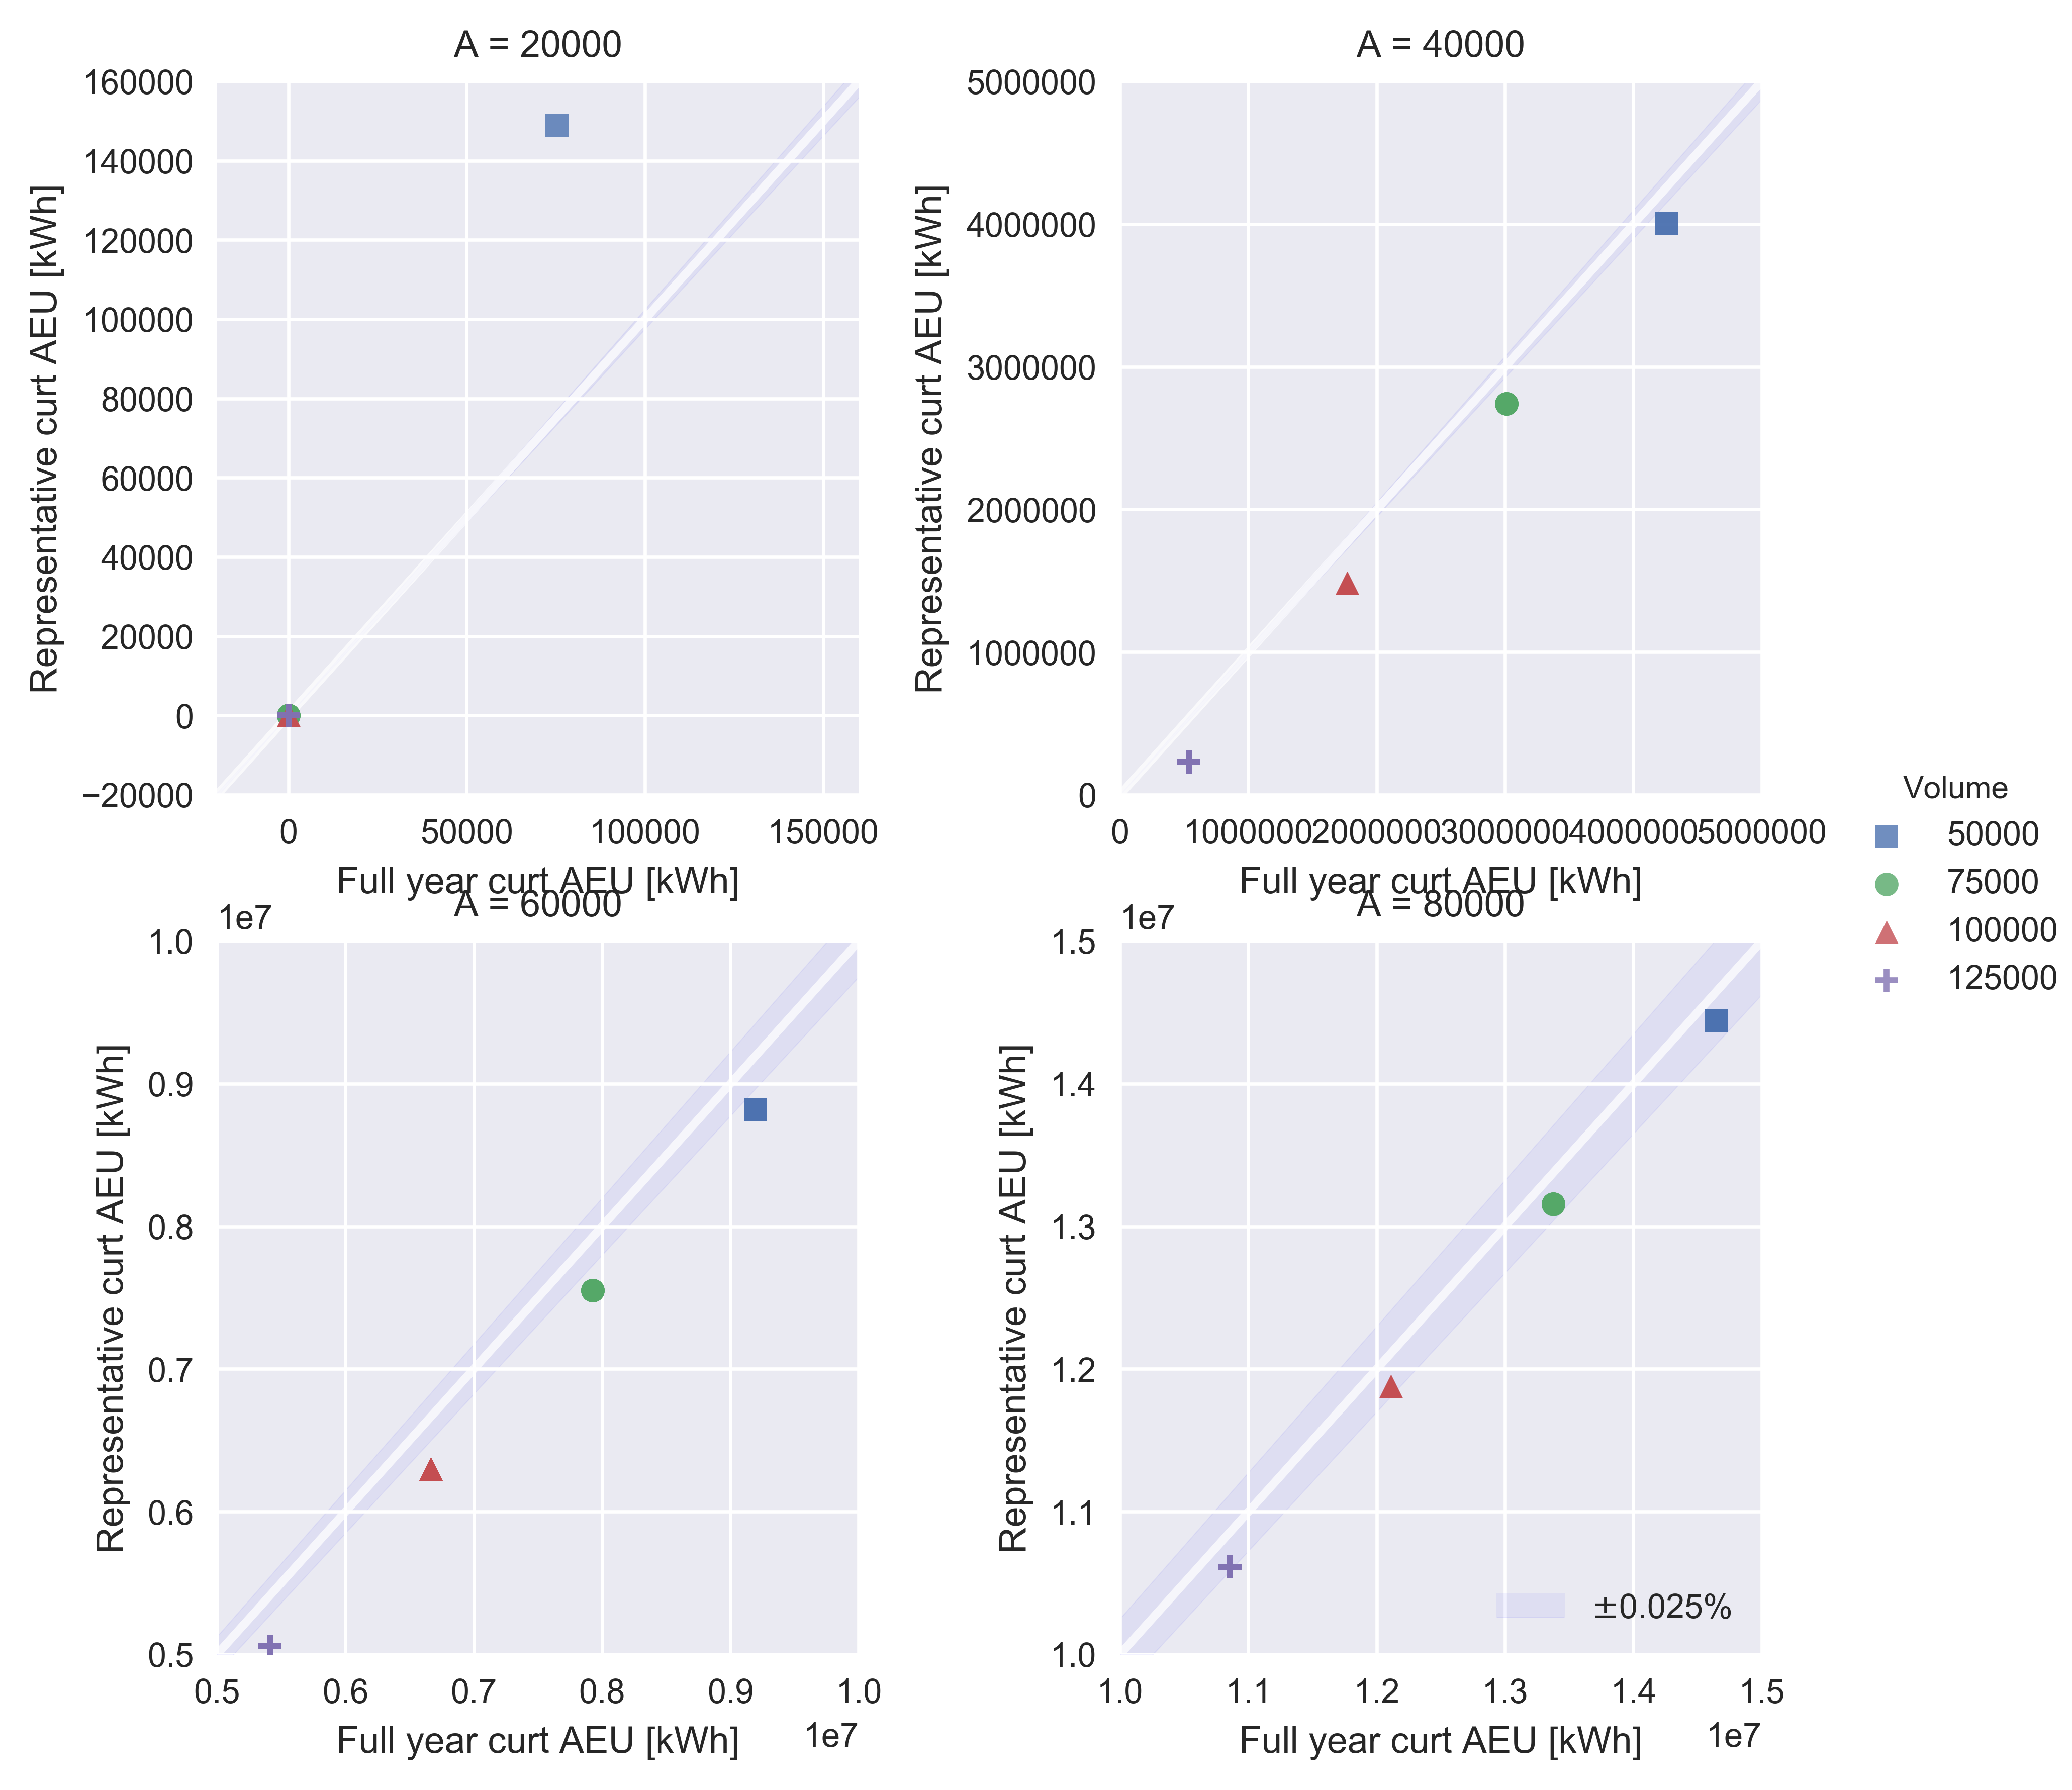 A = 20000
160000
140000
120000
100000
80000
60000
40000
20000
0
−20000
Representative curt AEU [kWh]
0 50000 100000 150000
Full year curt AEU [kWh]
A = 40000
5000000
4000000
3000000
2000000
1000000
0
Representative curt AEU [kWh]
0 1000000 2000000 3000000 4000000 5000000
Full year curt AEU [kWh]
Volume
50000
75000
100000
125000
A = 60000
1e7
1.0
0.9
0.8
0.7
0.6
0.5
Representative curt AEU [kWh]
0.5 0.6 0.7 0.8 0.9 1.0
1e7
Full year curt AEU [kWh]
A = 80000
1e7
1.5
1.4
1.3
1.2
1.1
1.0
Representative curt AEU [kWh]
±0.025%
1.0 1.1 1.2 1.3 1.4 1.5
1e7
Full year curt AEU [kWh]